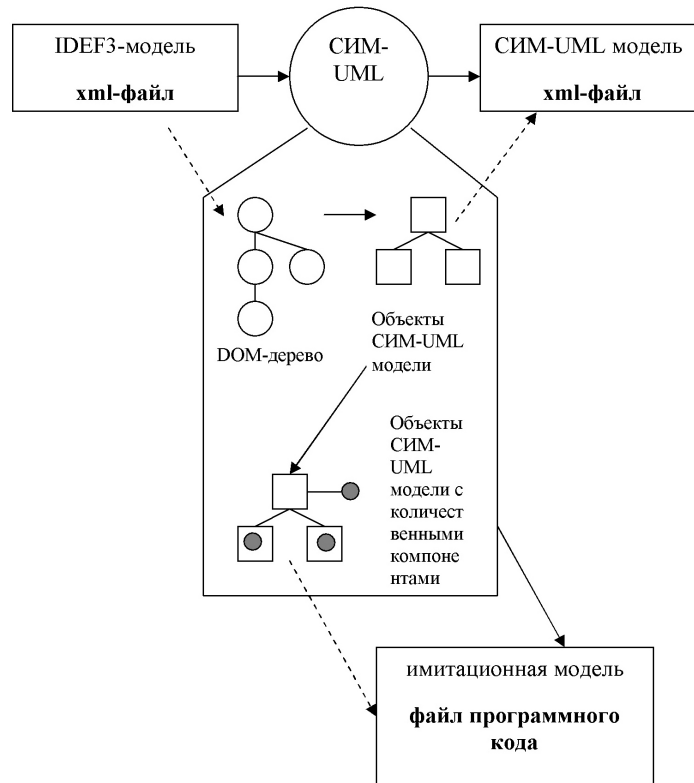 IDEF3-модель
xml-файл
СИМ-
UML
СИМ-UML модель
xml-файл
DOM-дерево
Объекты
СИМ-UML
модели
Объекты
СИМ-
UML
модели с
количест
венными
компоне
нтами
имитационная модель
файл программного
кода